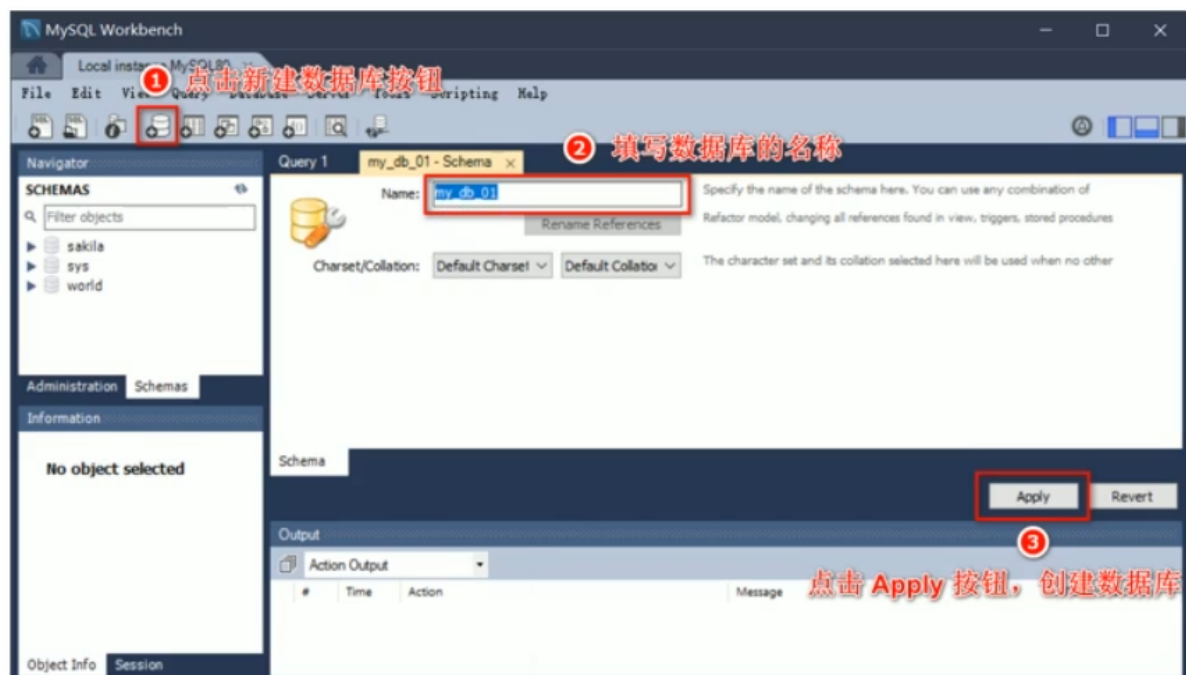 MySQL Workbench
Local instance MySQL80
① 点击新建数据库按钮
File Edit View Query Database Server Tools Scripting Help
② 填写数据库的名称
Navigator
Query 1 my_db_01 - Schema ×
SCHEMAS
Name: my_db_01
Specify the name of the schema here. You can use any combination of
Filter objects
Rename References
Refactor model, changing all references found in view, triggers, stored procedures
sakila
sys
world
Charset/Collation: Default Charset Default Collatio
The character set and its collation selected here will be used when no other
Administration Schemas
Information
No object selected
Schema
Apply Revert
Output
③
Action Output
点击 Apply 按钮，创建数据库
# Time Action Message
Object Info Session